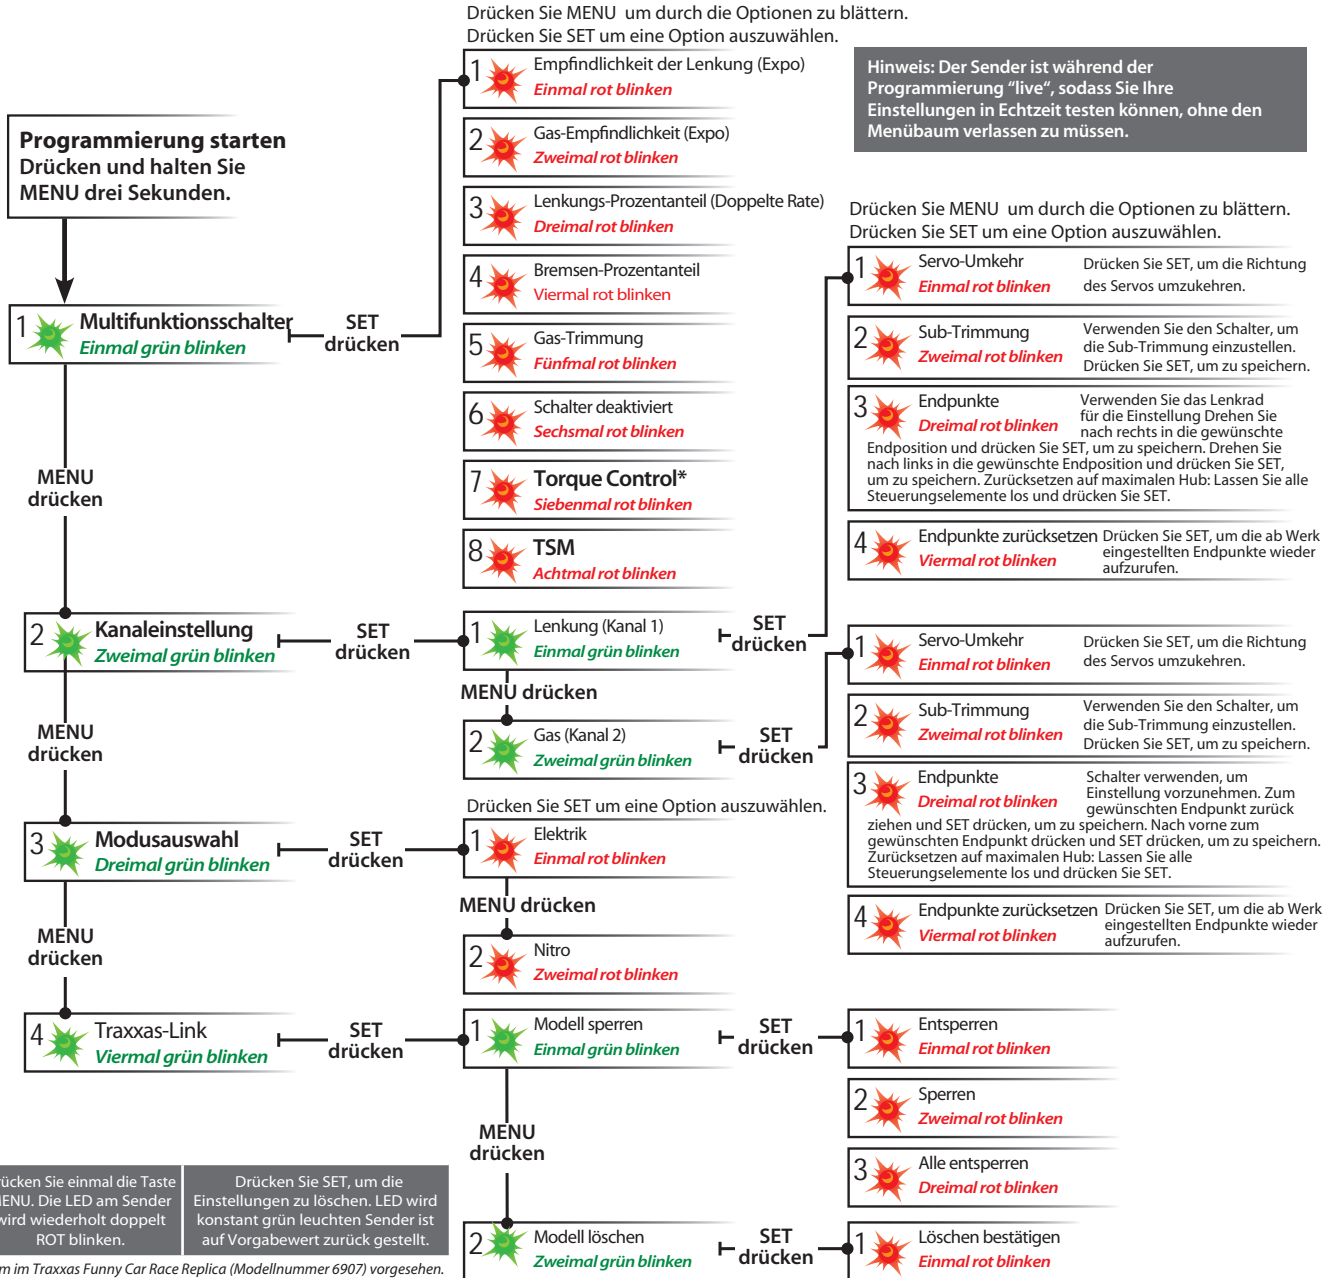 Drücken Sie MENU um durch die Optionen zu blättern.
Drücken Sie SET um eine Option auszuwählen.
Hinweis: Der Sender ist während der
Programmierung “live“, sodass Sie Ihre
Einstellungen in Echtzeit testen können, ohne den
Menübaum verlassen zu müssen.
Programmierung starten
Drücken und halten Sie
MENU drei Sekunden.
1 Multifunktionsschalter
Einmal grün blinken
SET
drücken
1 Empfindlichkeit der Lenkung (Expo)
Einmal rot blinken
2 Gas-Empfindlichkeit (Expo)
Zweimal rot blinken
3 Lenkungs-Prozentanteil (Doppelte Rate)
Dreimal rot blinken
4 Bremsen-Prozentanteil
Viermal rot blinken
5 Gas-Trimmung
Fünfmal rot blinken
6 Schalter deaktiviert
Sechsmal rot blinken
7 Torque Control*
Siebenmal rot blinken
8 TSM
Achtmal rot blinken
MENU
drücken
2 Kanaleinstellung
Zweimal grün blinken
SET
drücken
1 Lenkung (Kanal 1)
Einmal grün blinken
SET
drücken
Drücken Sie MENU um durch die Optionen zu blättern.
Drücken Sie SET um eine Option auszuwählen.
1 Servo-Umkehr
Einmal rot blinken
Drücken Sie SET, um die Richtung
des Servos umzukehren.
2 Sub-Trimmung
Zweimal rot blinken
Verwenden Sie den Schalter, um
die Sub-Trimmung einzustellen.
Drücken Sie SET, um zu speichern.
3 Endpunkte
Dreimal rot blinken
Verwenden Sie das Lenkrad
für die Einstellung Drehen Sie
nach rechts in die gewünschte
Endposition und drücken Sie SET, um zu speichern. Drehen Sie
nach links in die gewünschte Endposition und drücken Sie SET,
um zu speichern. Zurücksetzen auf maximalen Hub: Lassen Sie alle
Steuerungselemente los und drücken Sie SET.
4 Endpunkte zurücksetzen
Viermal rot blinken
Drücken Sie SET, um die ab Werk
eingestellten Endpunkte wieder
aufzurufen.
MENU drücken
2 Gas (Kanal 2)
Zweimal grün blinken
SET
drücken
1 Servo-Umkehr
Einmal rot blinken
Drücken Sie SET, um die Richtung
des Servos umzukehren.
2 Sub-Trimmung
Zweimal rot blinken
Verwenden Sie den Schalter, um
die Sub-Trimmung einzustellen.
Drücken Sie SET, um zu speichern.
3 Endpunkte
Dreimal rot blinken
Schalter verwenden, um
Einstellung vorzunehmen. Zum
gewünschten Endpunkt zurück
ziehen und SET drücken, um zu speichern. Nach vorne zum
gewünschten Endpunkt drücken und SET drücken, um zu speichern.
Zurücksetzen auf maximalen Hub: Lassen Sie alle
Steuerungselemente los und drücken Sie SET.
4 Endpunkte zurücksetzen
Viermal rot blinken
Drücken Sie SET, um die ab Werk
eingestellten Endpunkte wieder
aufzurufen.
MENU
drücken
3 Modusauswahl
Dreimal grün blinken
SET
drücken
Drücken Sie SET um eine Option auszuwählen.
1 Elektrik
Einmal rot blinken
MENU drücken
2 Nitro
Zweimal rot blinken
MENU
drücken
4 Traxxas-Link
Viermal grün blinken
SET
drücken
1 Modell sperren
Einmal grün blinken
SET
drücken
1 Entsperren
Einmal rot blinken
2 Sperren
Zweimal rot blinken
3 Alle entsperren
Dreimal rot blinken
MENU
drücken
2 Modell löschen
Zweimal grün blinken
SET
drücken
1 Löschen bestätigen
Einmal rot blinken
rücken Sie einmal die Taste
MENU. Die LED am Sender
wird wiederholt doppelt
ROT blinken.
Drücken Sie SET, um die
Einstellungen zu löschen. LED wird
konstant grün leuchten Sender ist
auf Vorgabewert zurück gestellt.
m im Traxxas Funny Car Race Replica (Modellnummer 6907) vorgesehen.